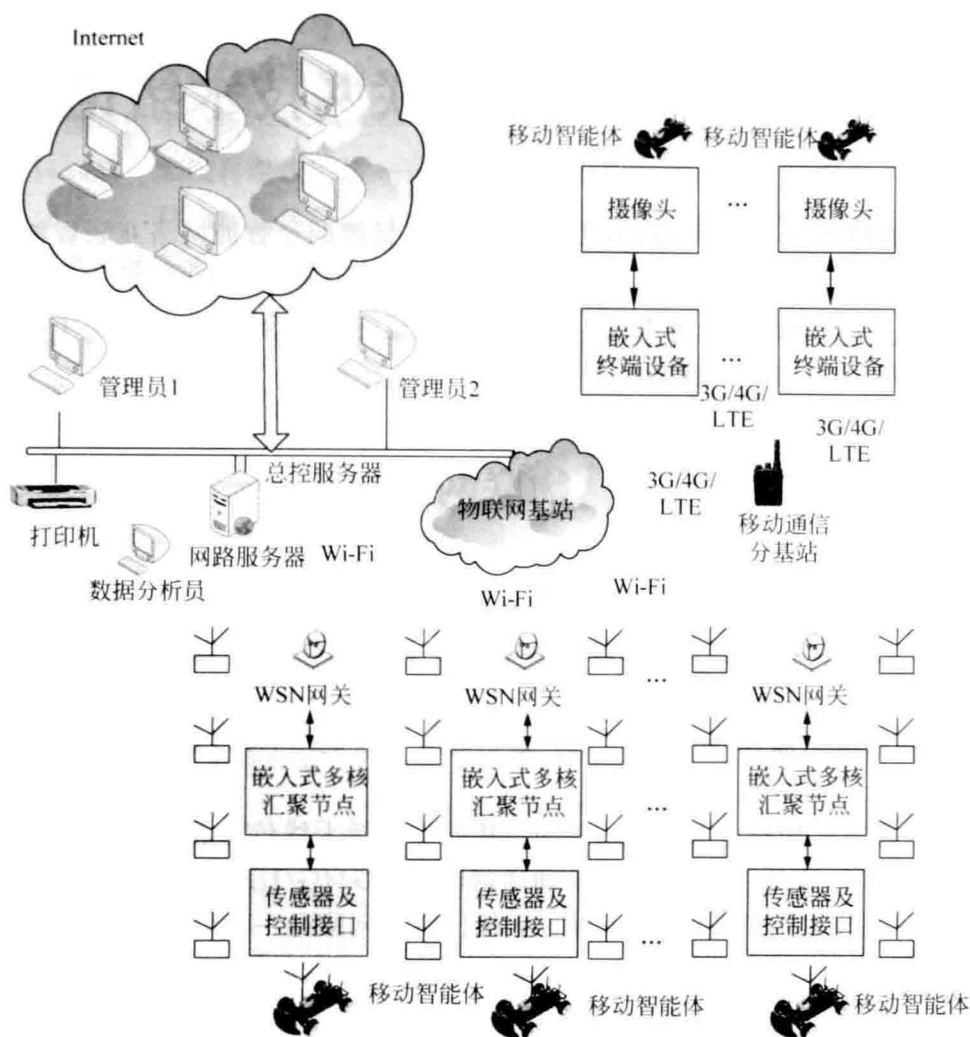 Internet
移动智能体
移动智能体
摄像头
...
摄像头
嵌入式
终端设备
...
嵌入式
终端设备
3G/4G/
LTE
3G/4G/
LTE
3G/4G/
LTE
移动通信
分基站
管理员1
管理员2
总控服务器
物联网基站
打印机
网路服务器
Wi-Fi
数据分析员
Wi-Fi
Wi-Fi
WSN网关
WSN网关
...
WSN网关
嵌入式多核
汇聚节点
嵌入式多核
汇聚节点
...
嵌入式多核
汇聚节点
传感器及
控制接口
传感器及
控制接口
...
传感器及
控制接口
移动智能体
移动智能体
移动智能体